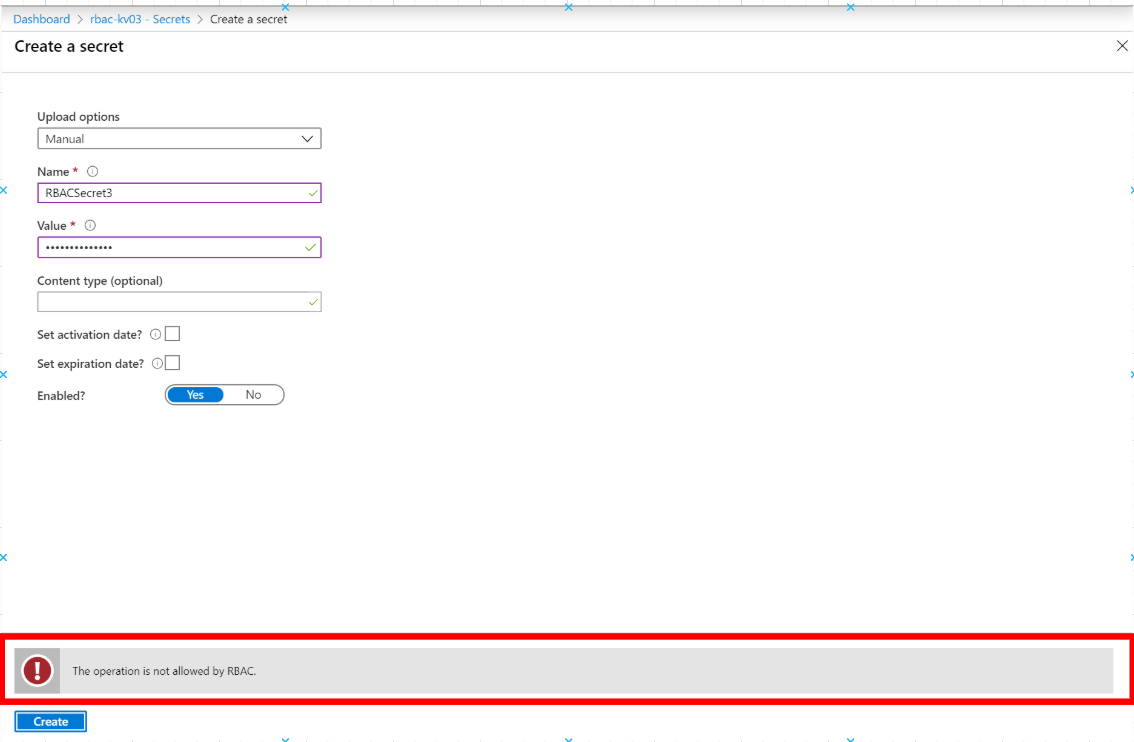 Dashboard > rbac-kv03 - Secrets > Create a secret
Create a secret
Upload options
Manual
Name *
RBACSecret3
Value *
••••••••••••••
Content type (optional)
Set activation date?
Set expiration date?
Enabled? Yes No
The operation is not allowed by RBAC.
Create